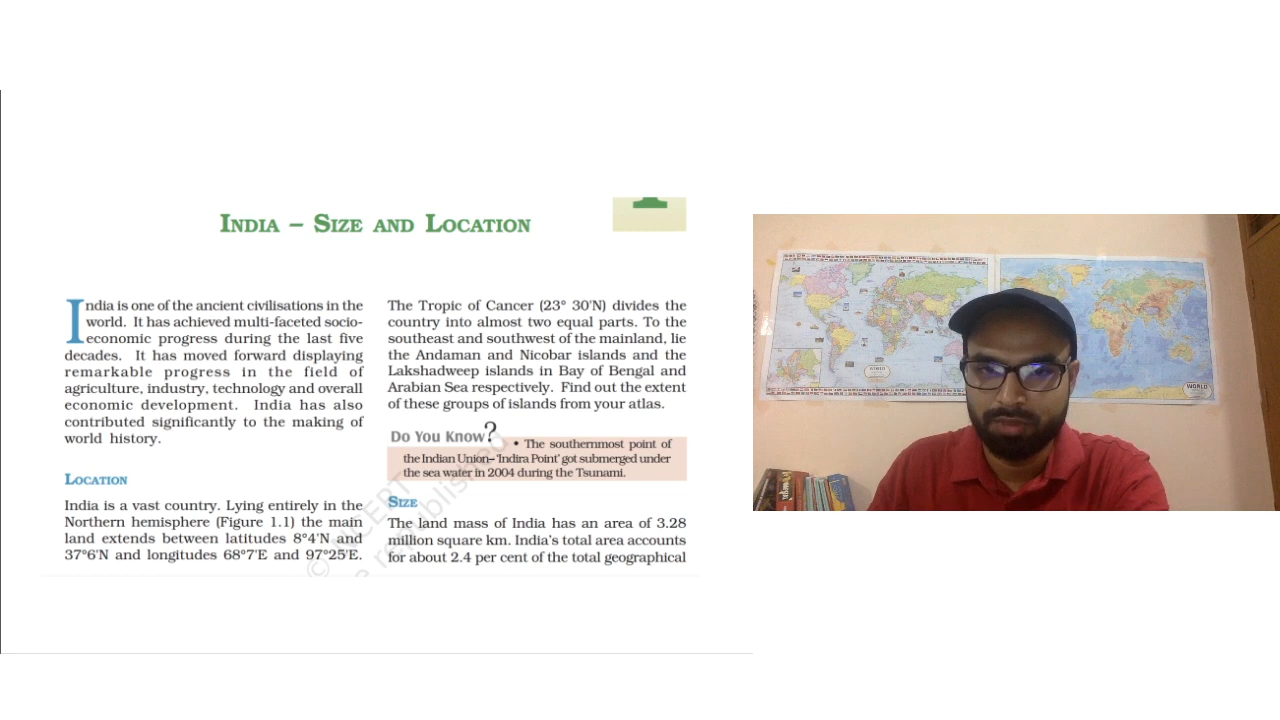 INDIA – SIZE AND LOCATION
India is one of the ancient civilisations in the
world. It has achieved multi-faceted socio-
economic progress during the last five
decades. It has moved forward displaying
remarkable progress in the field of
agriculture, industry, technology and overall
economic development. India has also
contributed significantly to the making of
world history.
LOCATION
India is a vast country. Lying entirely in the
Northern hemisphere (Figure 1.1) the main
land extends between latitudes 8°4'N and
37°6'N and longitudes 68°7'E and 97°25'E.
The Tropic of Cancer (23° 30'N) divides the
country into almost two equal parts. To the
southeast and southwest of the mainland, lie
the Andaman and Nicobar islands and the
Lakshadweep islands in Bay of Bengal and
Arabian Sea respectively. Find out the extent
of these groups of islands from your atlas.
Do You Know?
• The southernmost point of
the Indian Union– 'Indira Point' got submerged under
the sea water in 2004 during the Tsunami.
SIZE
The land mass of India has an area of 3.28
million square km. India's total area accounts
for about 2.4 per cent of the total geographical
© NCERT
republished
WORLD
WORLD